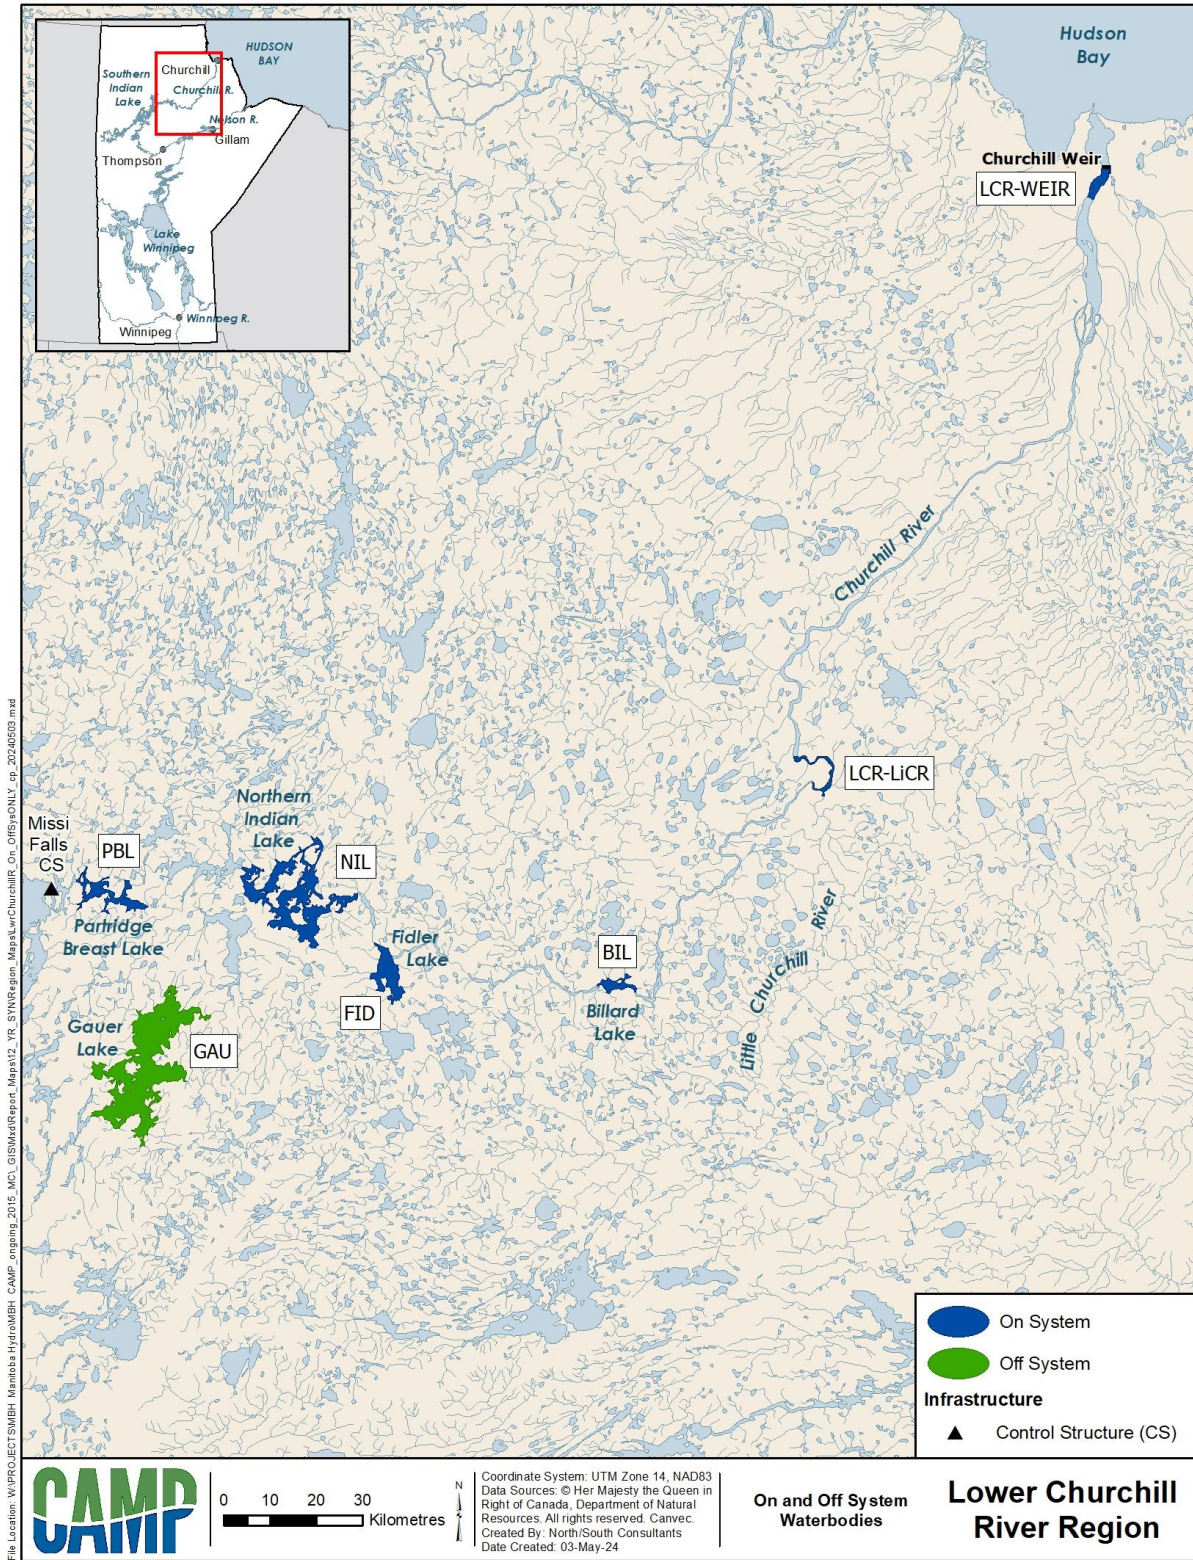 HUDSON
BAY
Churchill
Southern
Indian
Lake
Churchill R.
Nelson R.
Gillam
Thompson
Lake
Winnipeg
Winnipeg R.
Winnipeg
Hudson
Bay
Churchill Weir
LCR-WEIR
Churchill River
LCR-LiCR
Northern
Indian
Lake
Missi
Falls
CS
PBL
NIL
Partridge
Breast Lake
Fidler
Lake
BIL
FID
Billard
Lake
Little Churchill River
Gauer
Lake
GAU
On System
Off System
Infrastructure
Control Structure (CS)
CAMP
0 10 20 30
Kilometres
N
Coordinate System: UTM Zone 14, NAD83
Data Sources: © Her Majesty the Queen in
Right of Canada, Department of Natural
Resources. All rights reserved. Canvec.
Created By: North/South Consultants
Date Created: 03-May-24
On and Off System
Waterbodies
Lower Churchill
River Region